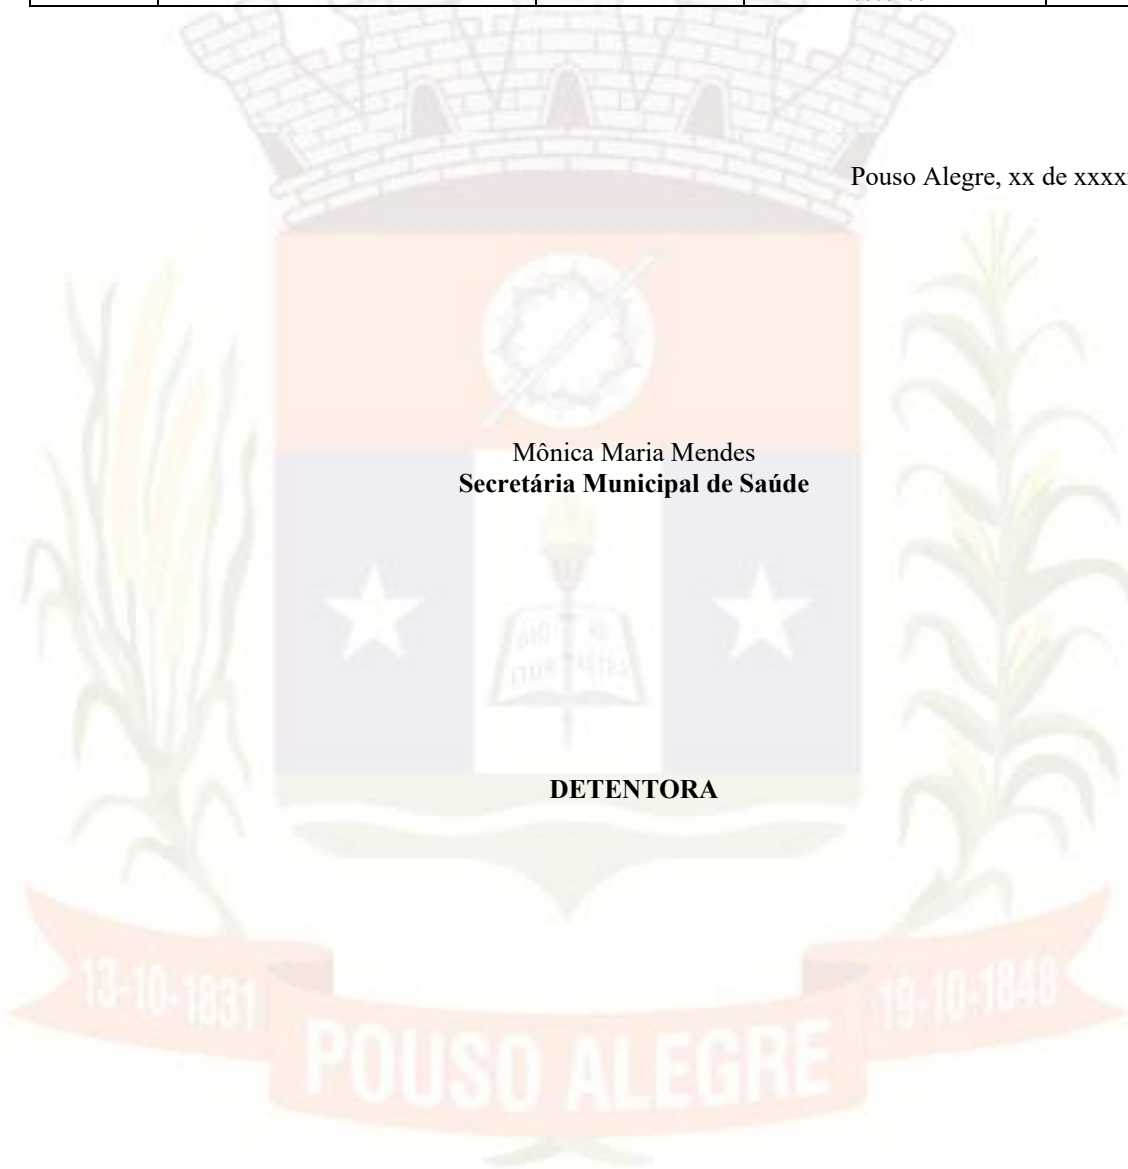 Pouso Alegre, xx de xxxx
Mônica Maria Mendes
Secretária Municipal de Saúde
DETENTORA
13-10-1831
19-10-1848
POUSO ALEGRE